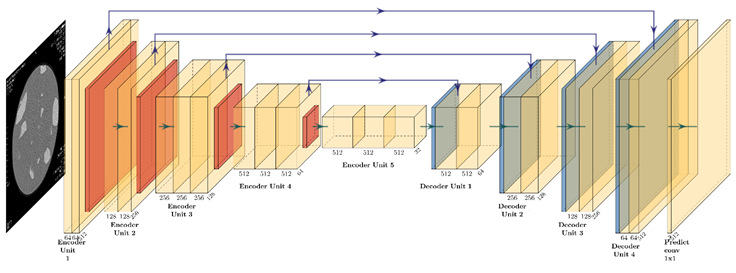 64 64 512
Encoder
Unit
1
128 128 256
Encoder
Unit 2
256 256 256 128
Encoder
Unit 3
512 512 512 64
Encoder Unit 4
512 512 512 32
Encoder Unit 5
512 512 64
Decoder Unit 1
256 256 128
Decoder
Unit 2
128 128 256
Decoder
Unit 3
64 64 512
Decoder
Unit 4
512
Predict
conv
1x1